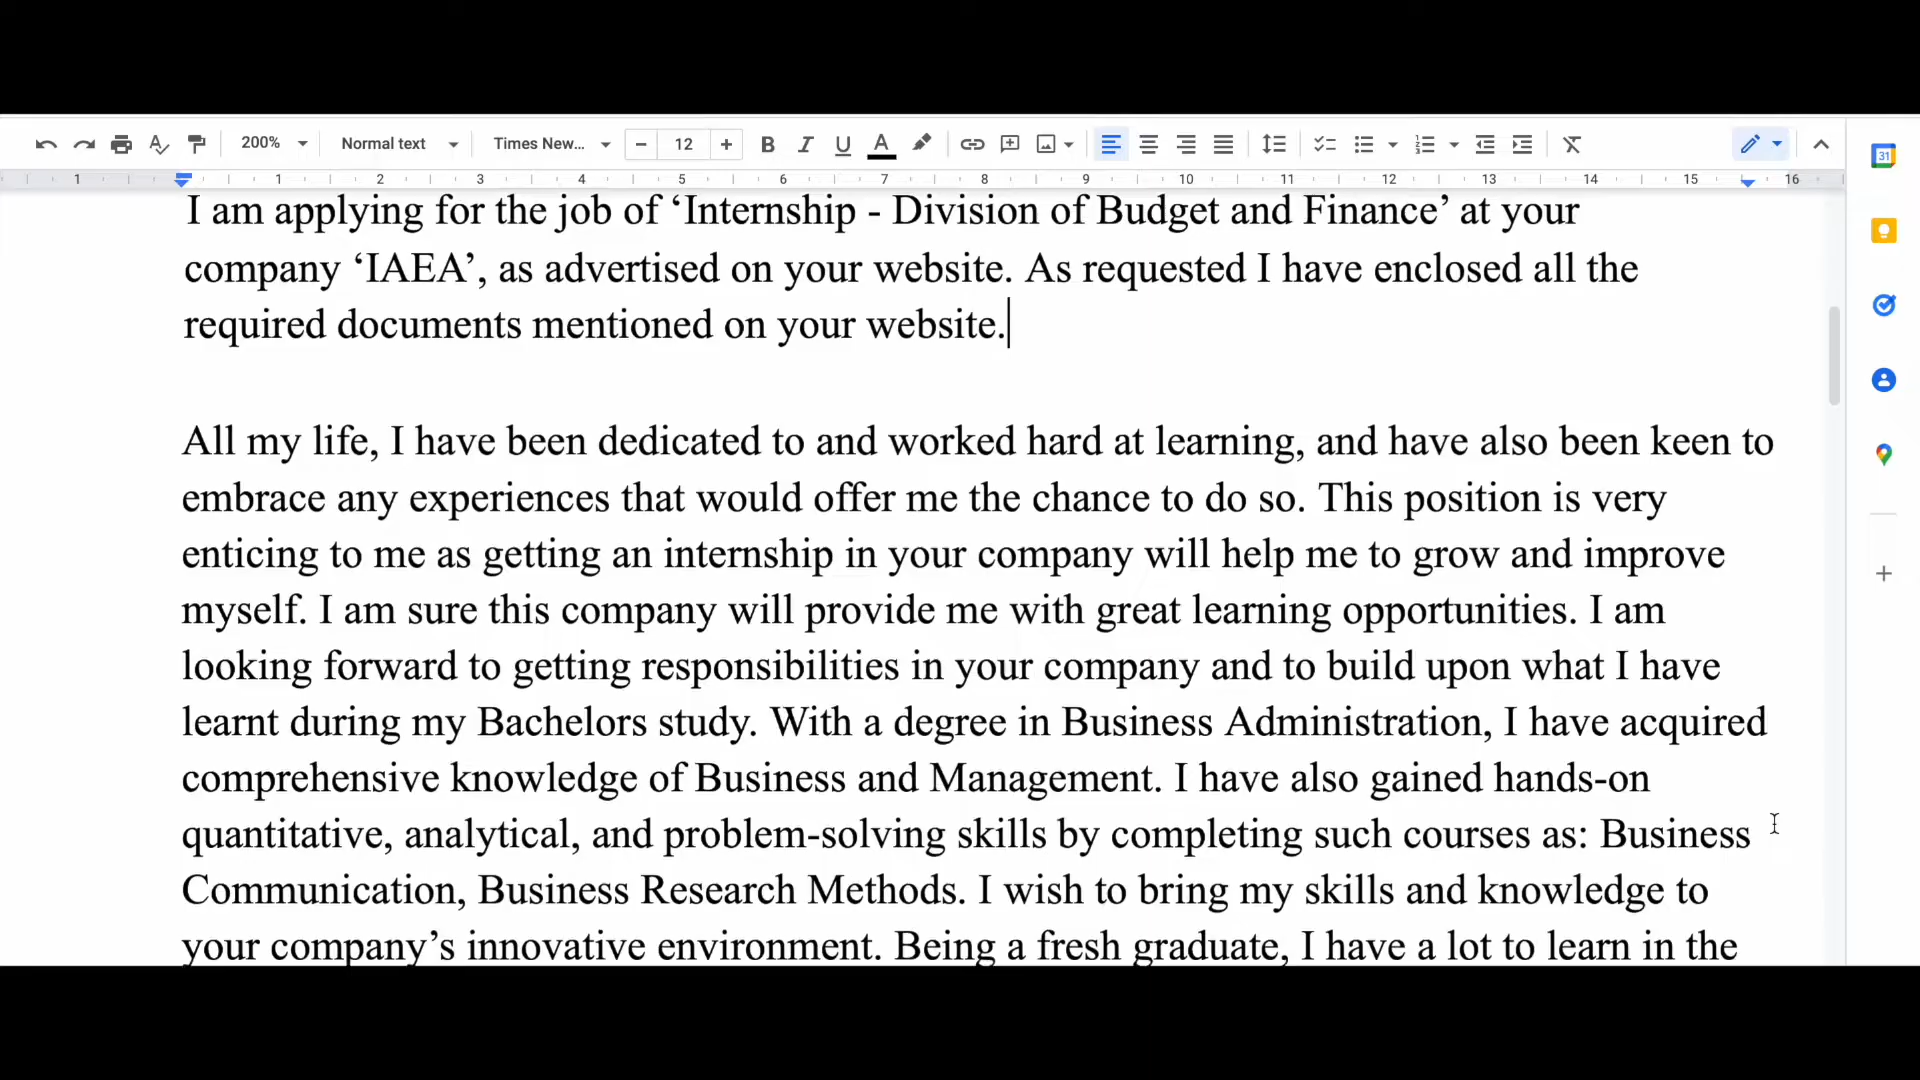 200% Normal text Times New... 12
31
1 1 2 3 4 5 6 7 8 9 10 11 12 13 14 15 16
I am applying for the job of ‘Internship - Division of Budget and Finance’ at your
company ‘IAEA’, as advertised on your website. As requested I have enclosed all the
required documents mentioned on your website.
All my life, I have been dedicated to and worked hard at learning, and have also been keen to
embrace any experiences that would offer me the chance to do so. This position is very
enticing to me as getting an internship in your company will help me to grow and improve
myself. I am sure this company will provide me with great learning opportunities. I am
looking forward to getting responsibilities in your company and to build upon what I have
learnt during my Bachelors study. With a degree in Business Administration, I have acquired
comprehensive knowledge of Business and Management. I have also gained hands-on
quantitative, analytical, and problem-solving skills by completing such courses as: Business
Communication, Business Research Methods. I wish to bring my skills and knowledge to
your company’s innovative environment. Being a fresh graduate, I have a lot to learn in the